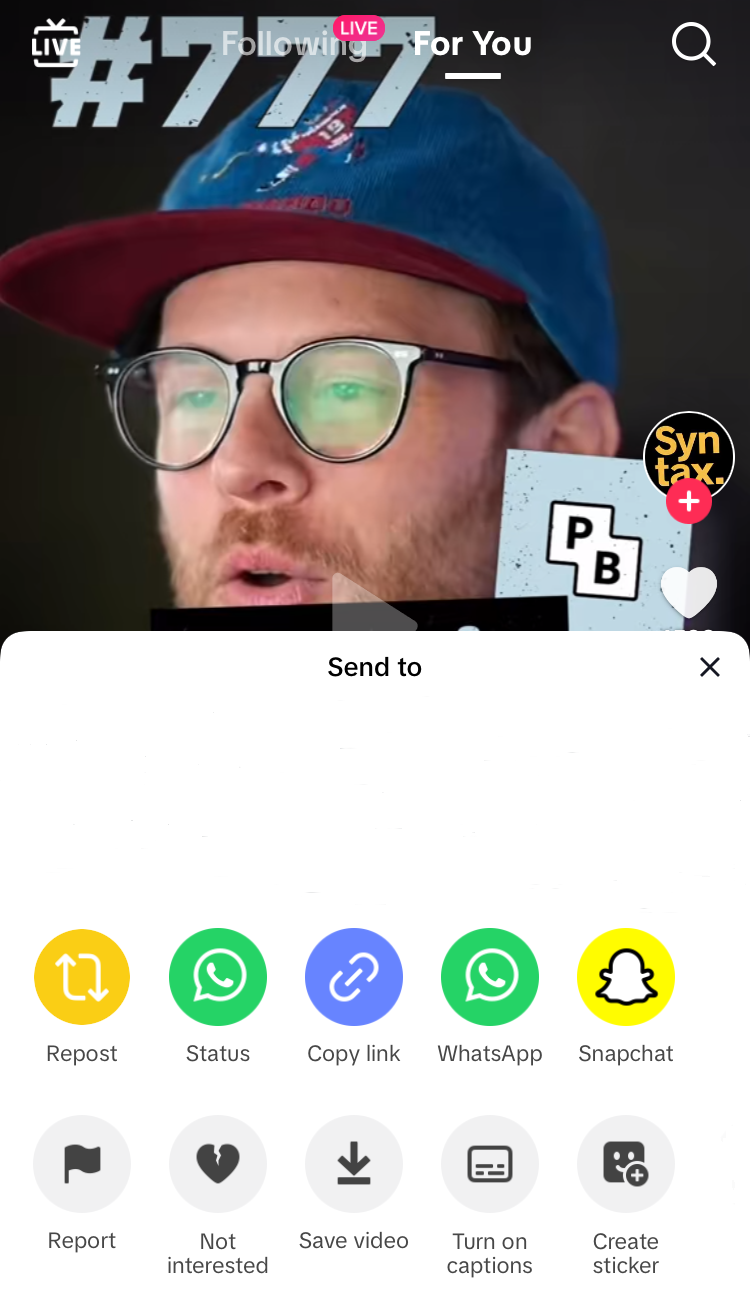 LIVE
Following
LIVE
For You
#777
19
Syn
tax.
P
B
Send to
Repost
Status
Copy link
WhatsApp
Snapchat
Report
Not
interested
Save video
Turn on
captions
Create
sticker